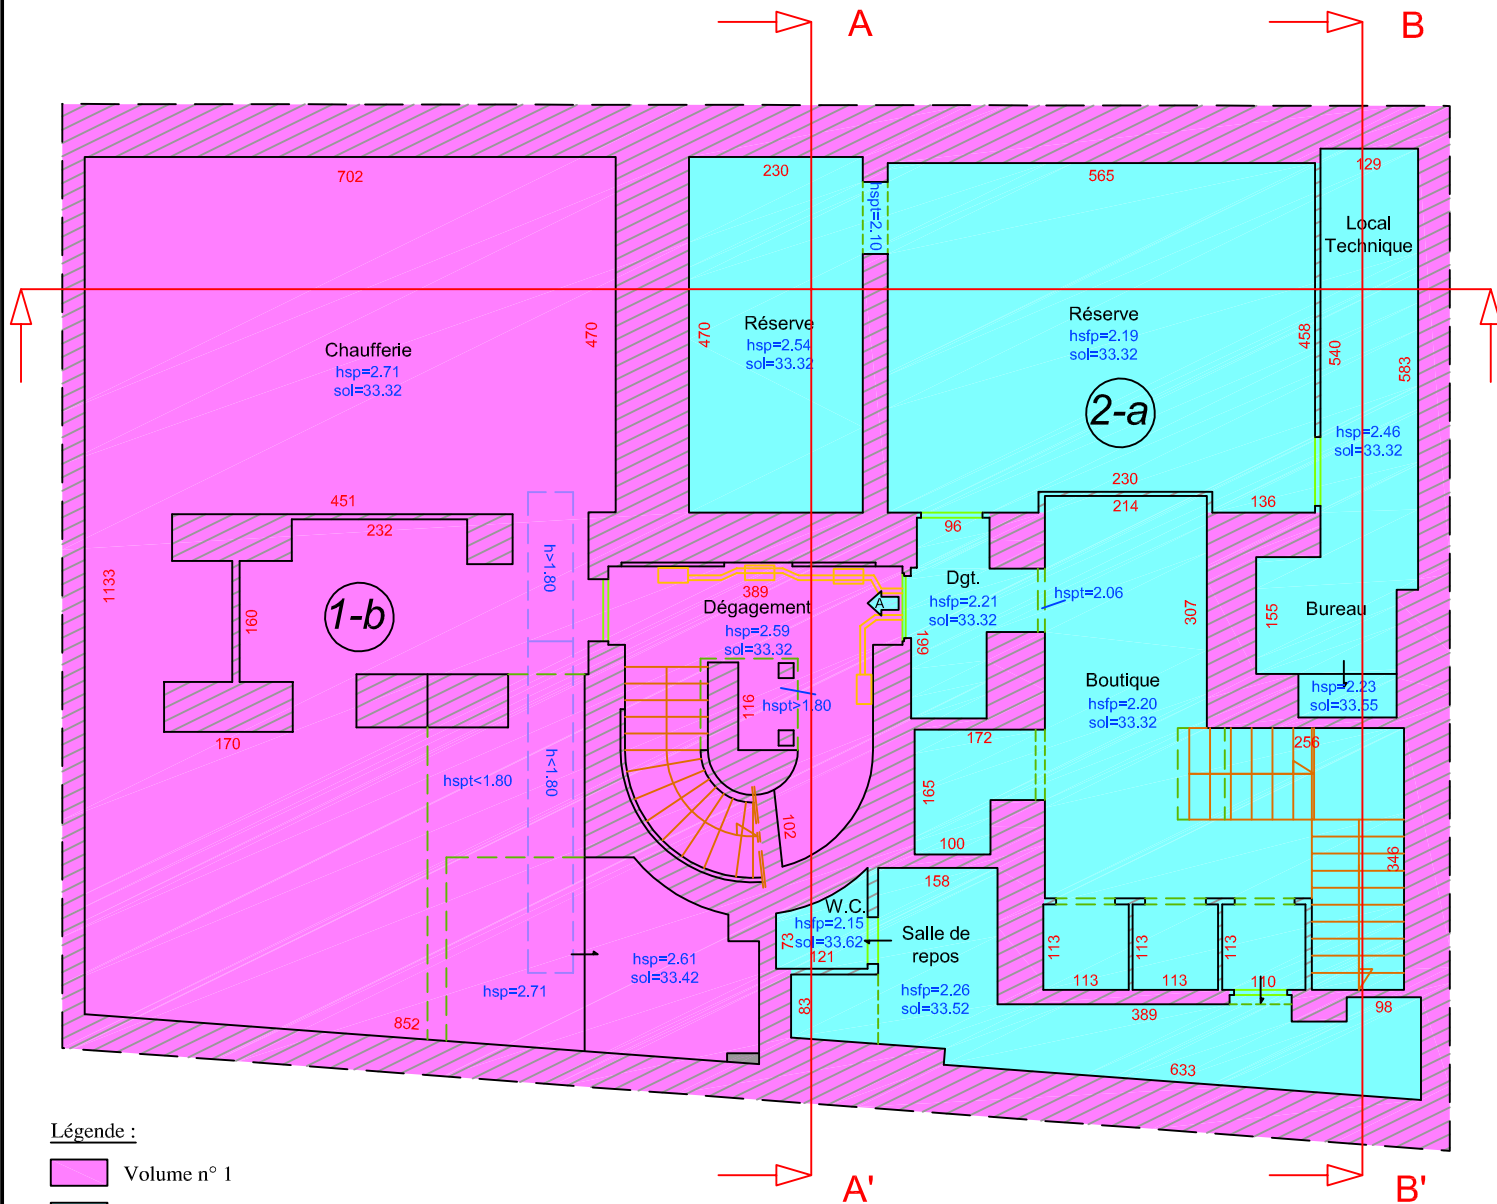 A
B
702
230
565
129
hspt=2.10
Local
Technique
Chaufferie
hsp=2.71
sol=33.32
470
470
Réserve
hsp=2.54
sol=33.32
Réserve
hsfp=2.19
sol=33.32
458
540
583
2-a
hsp=2.46
sol=33.32
451
232
230
214
136
96
h>1.80
1133
160
1-b
389
Dégagement
hsp=2.59
sol=33.32
A
Dgt.
hsfp=2.21
sol=33.32
hspt=2.06
307
155
Bureau
661
116
hspt>1.80
Boutique
hsfp=2.20
sol=33.32
hsp=2.23
sol=33.55
170
172
256
hspt<1.80
h<1.80
165
102
100
346
158
W.C.
hsfp=2.15
sol=33.62
73
121
Salle de
repos
hsfp=2.26
sol=33.52
113
113
113
113
113
110
hsp=2.61
sol=33.42
hsp=2.71
83
389
98
852
633
Légende :
Volume n° 1
A'
B'